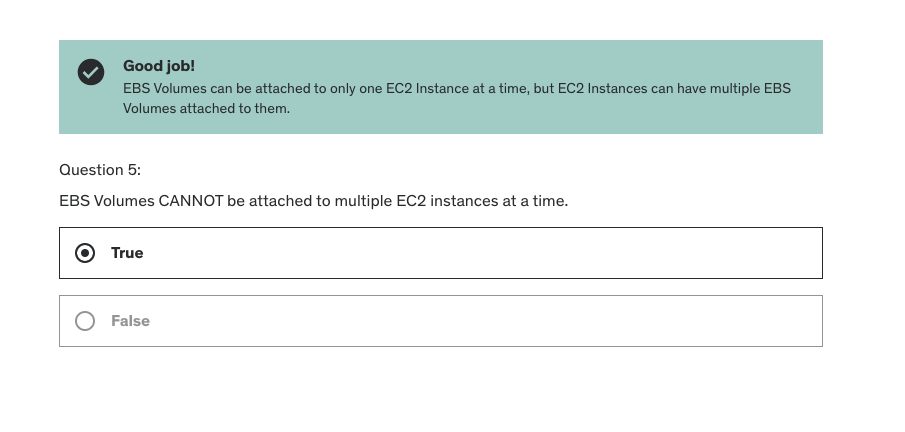 Good job!
EBS Volumes can be attached to only one EC2 Instance at a time, but EC2 Instances can have multiple EBS
Volumes attached to them.
Question 5:
EBS Volumes CANNOT be attached to multiple EC2 instances at a time.
True
False